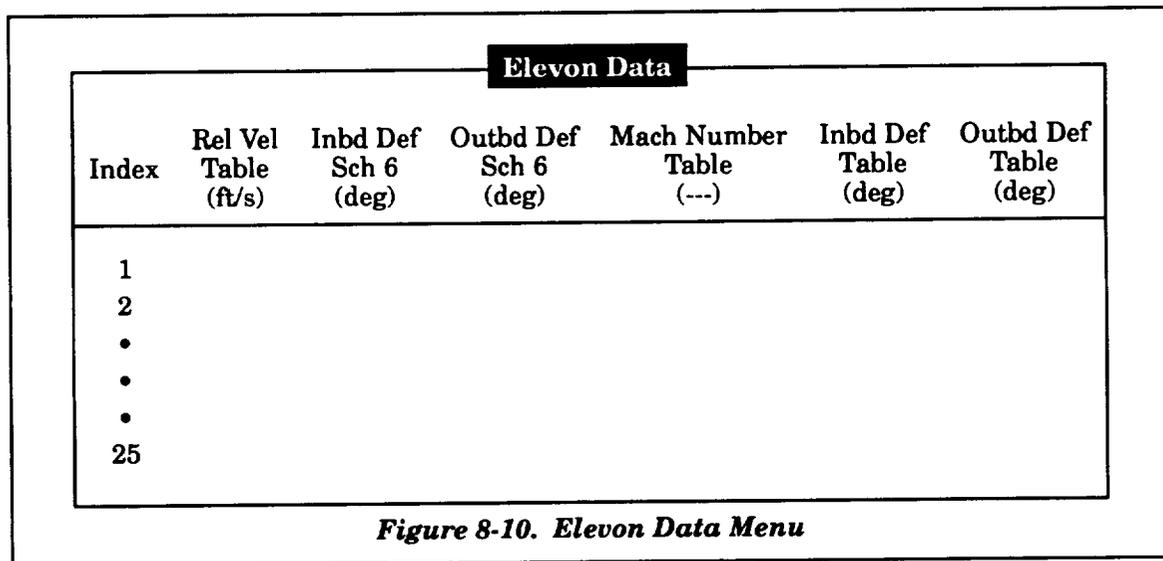 Elevon Data
Rel Vel Inbd Def Outbd Def Mach Number Inbd Def Outbd Def
Index Table Sch 6 Sch 6 Table Table Table
(ft/s) (deg) (deg) (---) (deg) (deg)
1
2
•
•
•
25
Figure 8-10. Elevon Data Menu